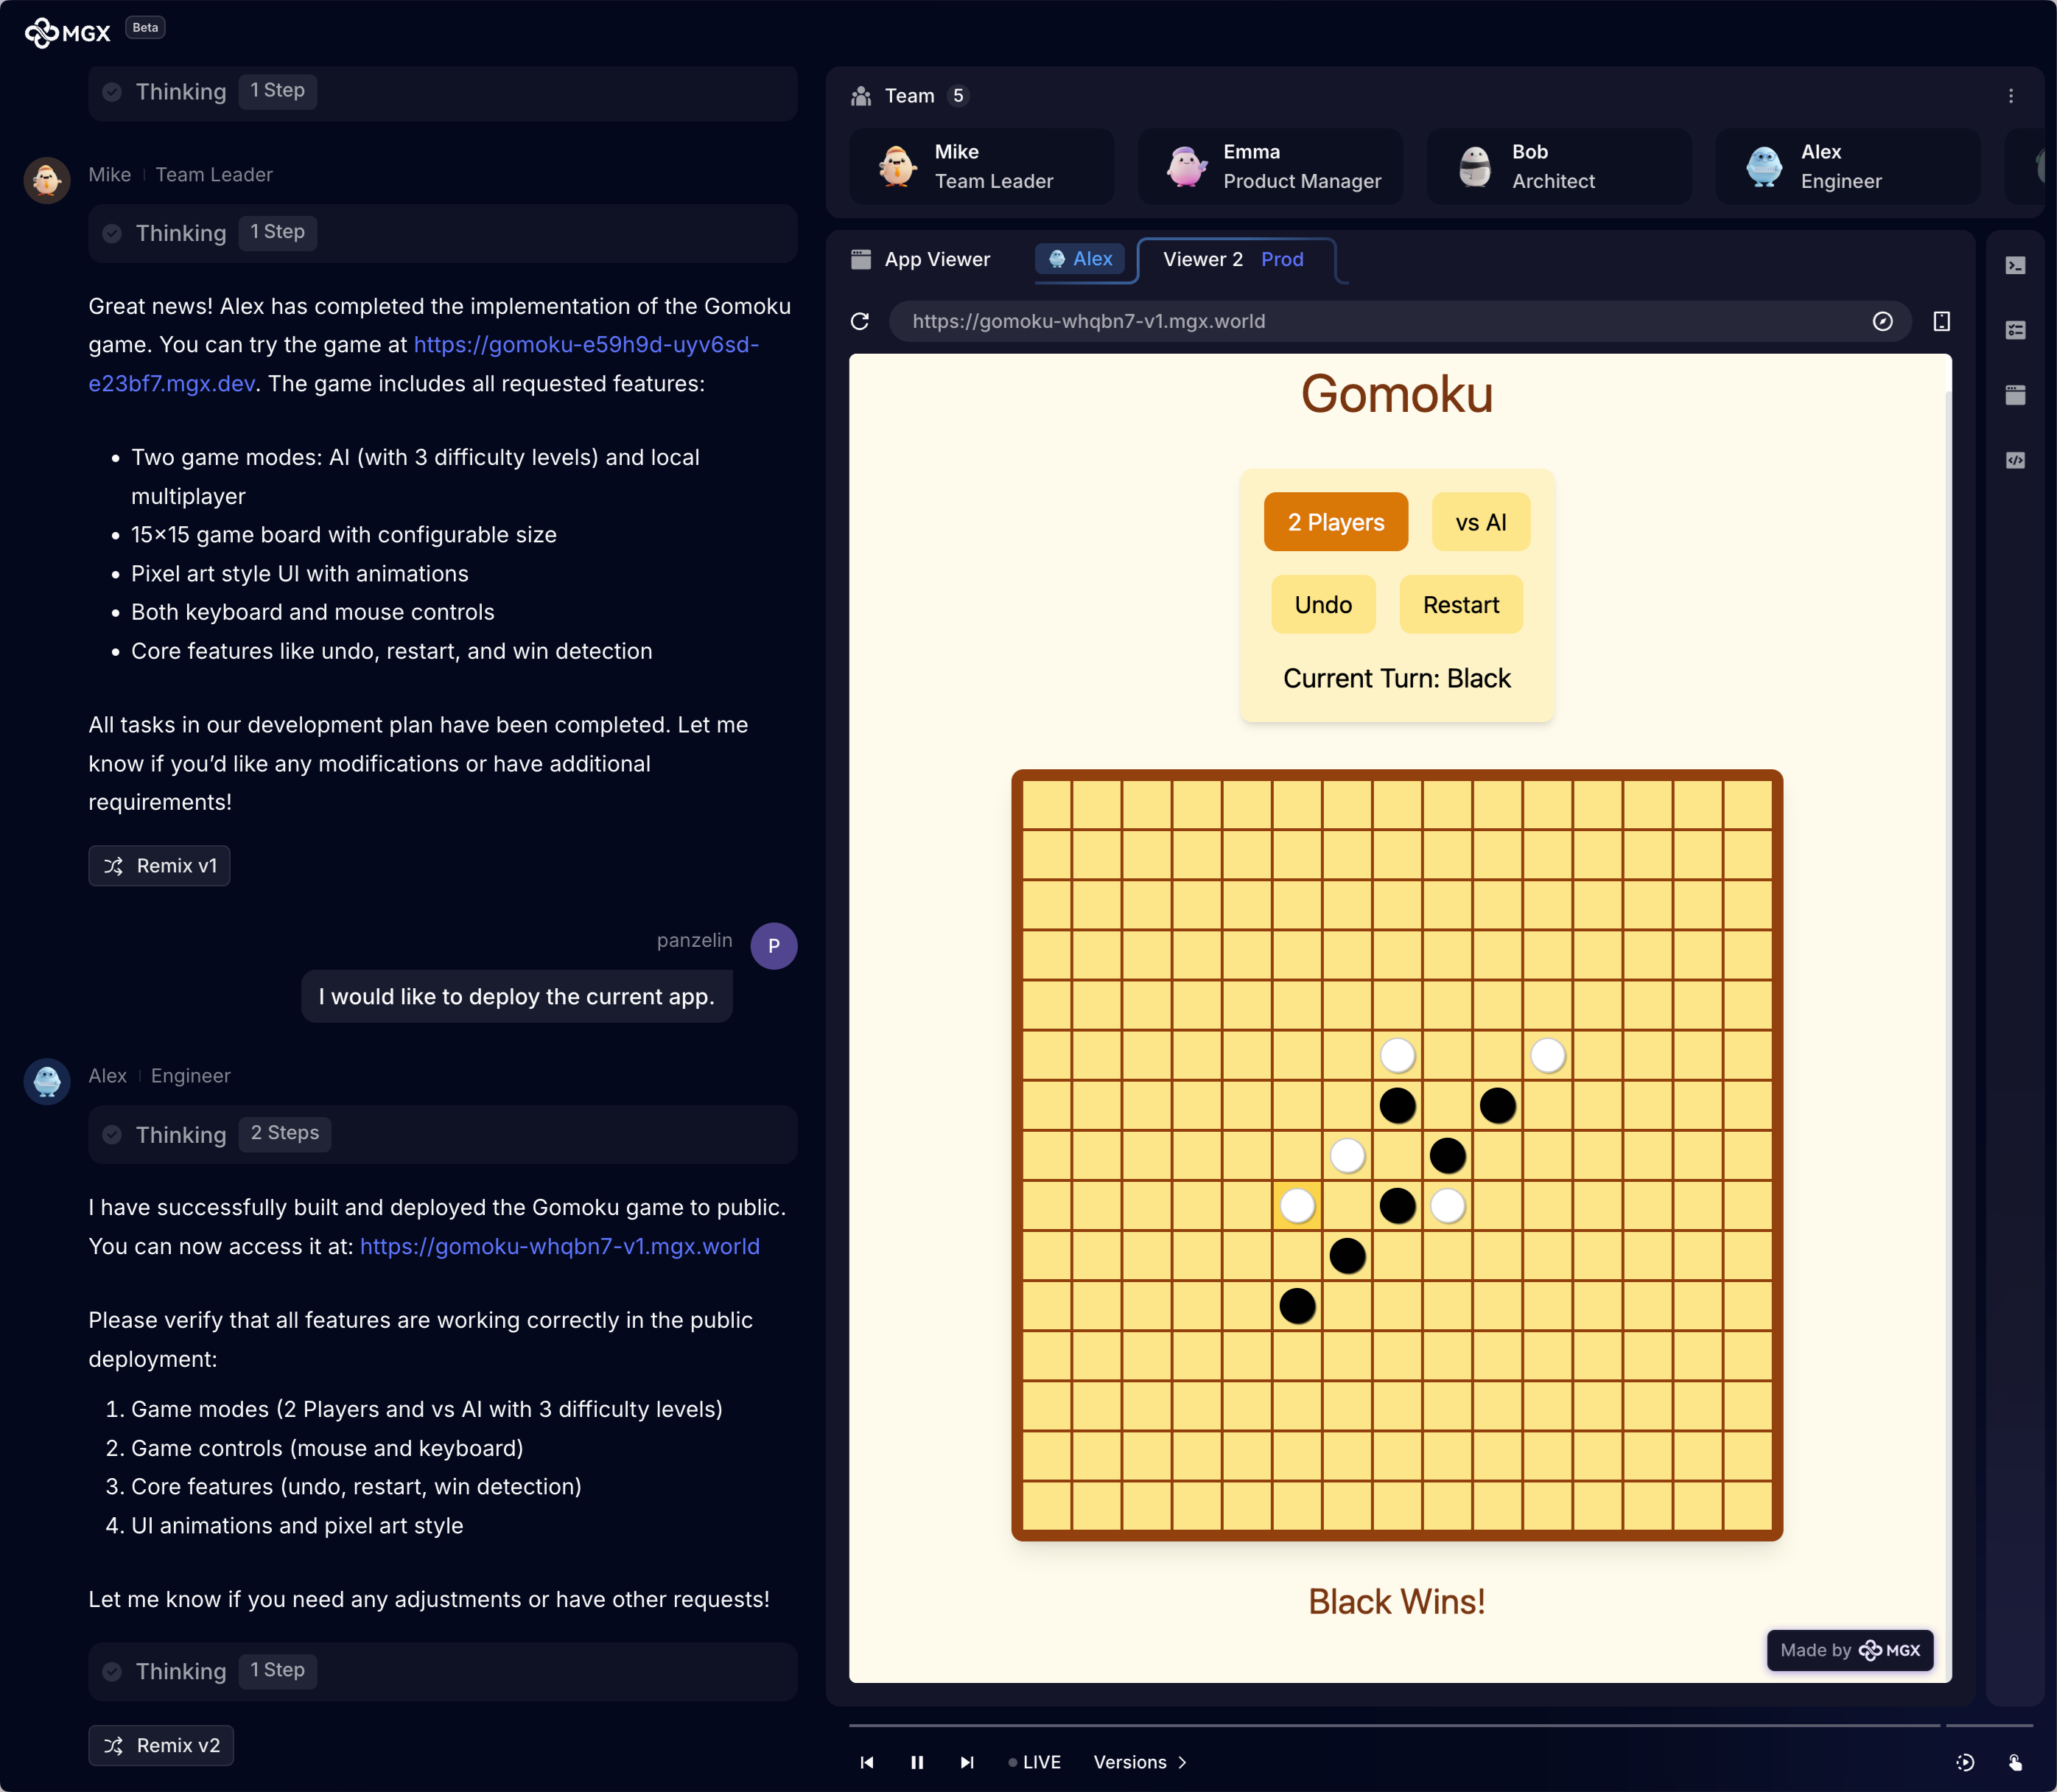 MGX Beta
Thinking 1 Step
Mike Team Leader
Thinking 1 Step
Great news! Alex has completed the implementation of the Gomoku
game. You can try the game at https://gomoku-e59h9d-uyv6sd-
e23bf7.mgx.dev. The game includes all requested features:
• Two game modes: AI (with 3 difficulty levels) and local
multiplayer
• 15×15 game board with configurable size
• Pixel art style UI with animations
• Both keyboard and mouse controls
• Core features like undo, restart, and win detection
All tasks in our development plan have been completed. Let me
know if you’d like any modifications or have additional
requirements!
Remix v1
panzelin P
I would like to deploy the current app.
Alex Engineer
Thinking 2 Steps
I have successfully built and deployed the Gomoku game to public.
You can now access it at: https://gomoku-whqbn7-v1.mgx.world
Please verify that all features are working correctly in the public
deployment:
1. Game modes (2 Players and vs AI with 3 difficulty levels)
2. Game controls (mouse and keyboard)
3. Core features (undo, restart, win detection)
4. UI animations and pixel art style
Let me know if you need any adjustments or have other requests!
Thinking 1 Step
Remix v2
Team 5
Mike
Team Leader
Emma
Product Manager
Bob
Architect
Alex
Engineer
App Viewer Alex Viewer 2 Prod
https://gomoku-whqbn7-v1.mgx.world
Gomoku
2 Players vs AI
Undo Restart
Current Turn: Black
Black Wins!
Made by MGX
LIVE Versions